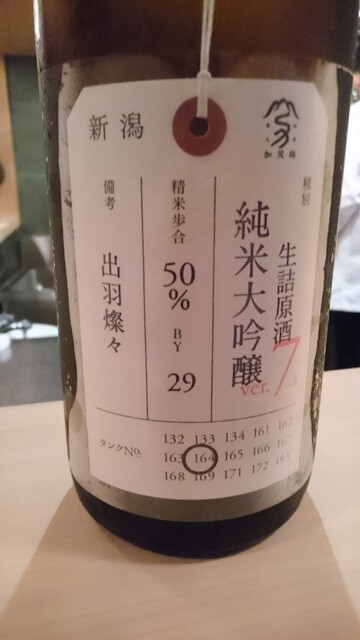 新潟
加茂錦
種別
生詰原酒
純米大吟醸
ver.7
精米歩合
50%
BY
29
備考
出羽燦々
タンクNo.
132 133 134 161 162
163 164 165 166
168 169 171 172